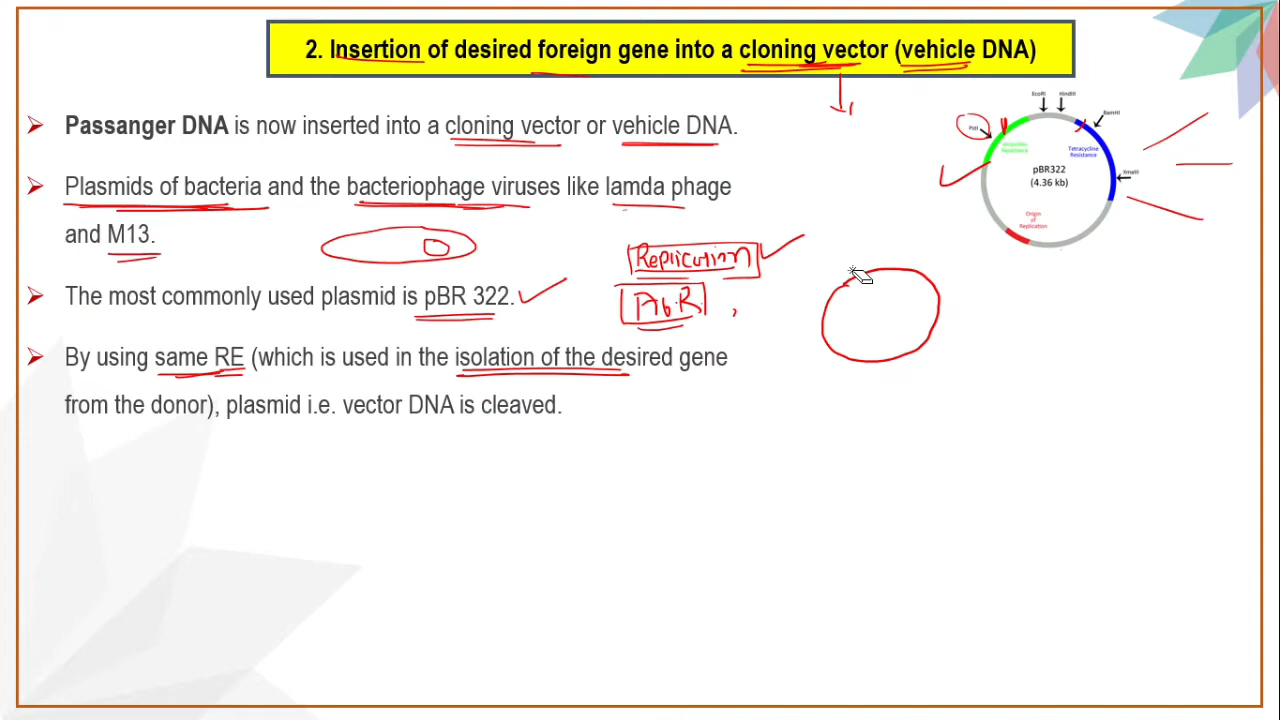 2. Insertion of desired foreign gene into a cloning vector (vehicle DNA)
Passanger DNA is now inserted into a cloning vector or vehicle DNA.
Plasmids of bacteria and the bacteriophage viruses like lamda phage
and M13.
The most commonly used plasmid is pBR 322.
By using same RE (which is used in the isolation of the desired gene
from the donor), plasmid i.e. vector DNA is cleaved.
Replication
AbR,
EcoRI
HindIII
BamHI
PstI
Tetracycline
Resistance
pBR322
(4.36 kb)
Origin
of
Replication